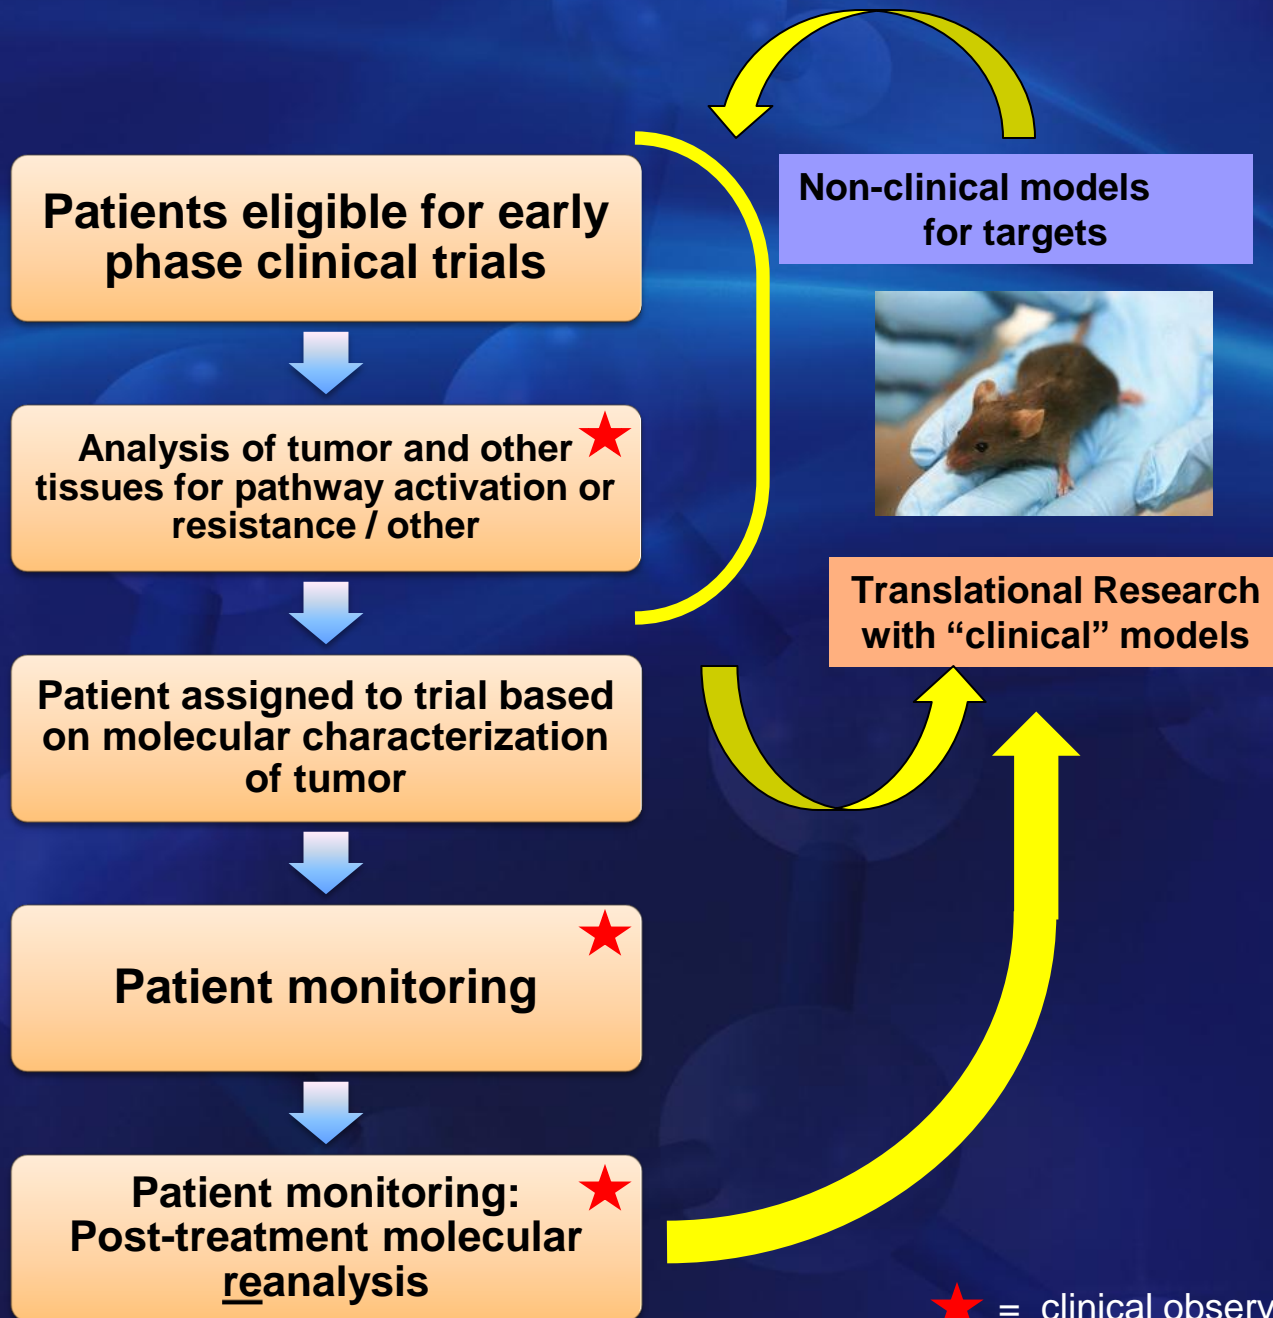 Patients eligible for early
phase clinical trials
Analysis of tumor and other
tissues for pathway activation or
resistance / other
Patient assigned to trial based
on molecular characterization
of tumor
Patient monitoring
Patient monitoring:
Post-treatment molecular
reanalysis
Non-clinical models
for targets
Translational Research
with “clinical” models
= clinical observ